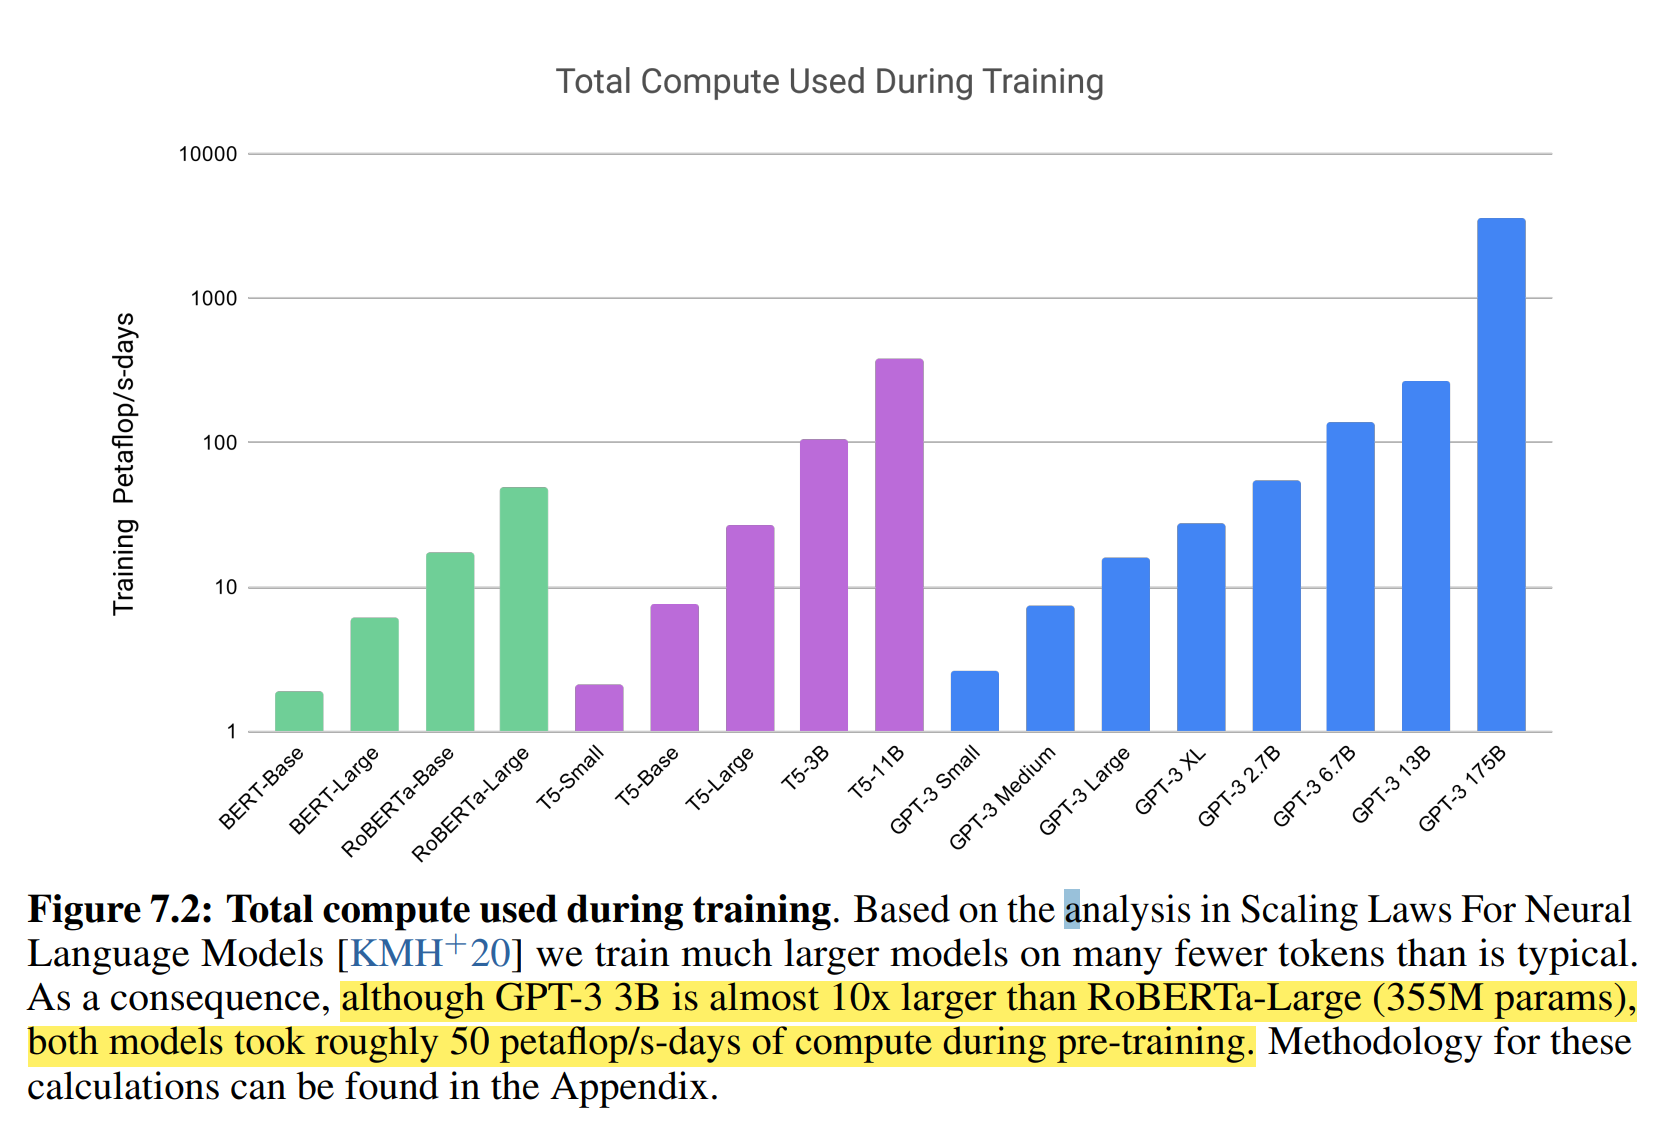 Total Compute Used During Training
Training Petaflop/s-days
10000
1000
100
10
1
BERT-Base
BERT-Large
RoBERTa-Base
RoBERTa-Large
T5-Small
T5-Base
T5-Large
T5-3B
T5-11B
GPT-3 Small
GPT-3 Medium
GPT-3 Large
GPT-3 XL
GPT-3 2.7B
GPT-3 6.7B
GPT-3 13B
GPT-3 175B
Figure 7.2: Total compute used during training. Based on the analysis in Scaling Laws For Neural
Language Models [KMH+20] we train much larger models on many fewer tokens than is typical.
As a consequence, although GPT-3 3B is almost 10x larger than RoBERTa-Large (355M params),
both models took roughly 50 petaflop/s-days of compute during pre-training. Methodology for these
calculations can be found in the Appendix.